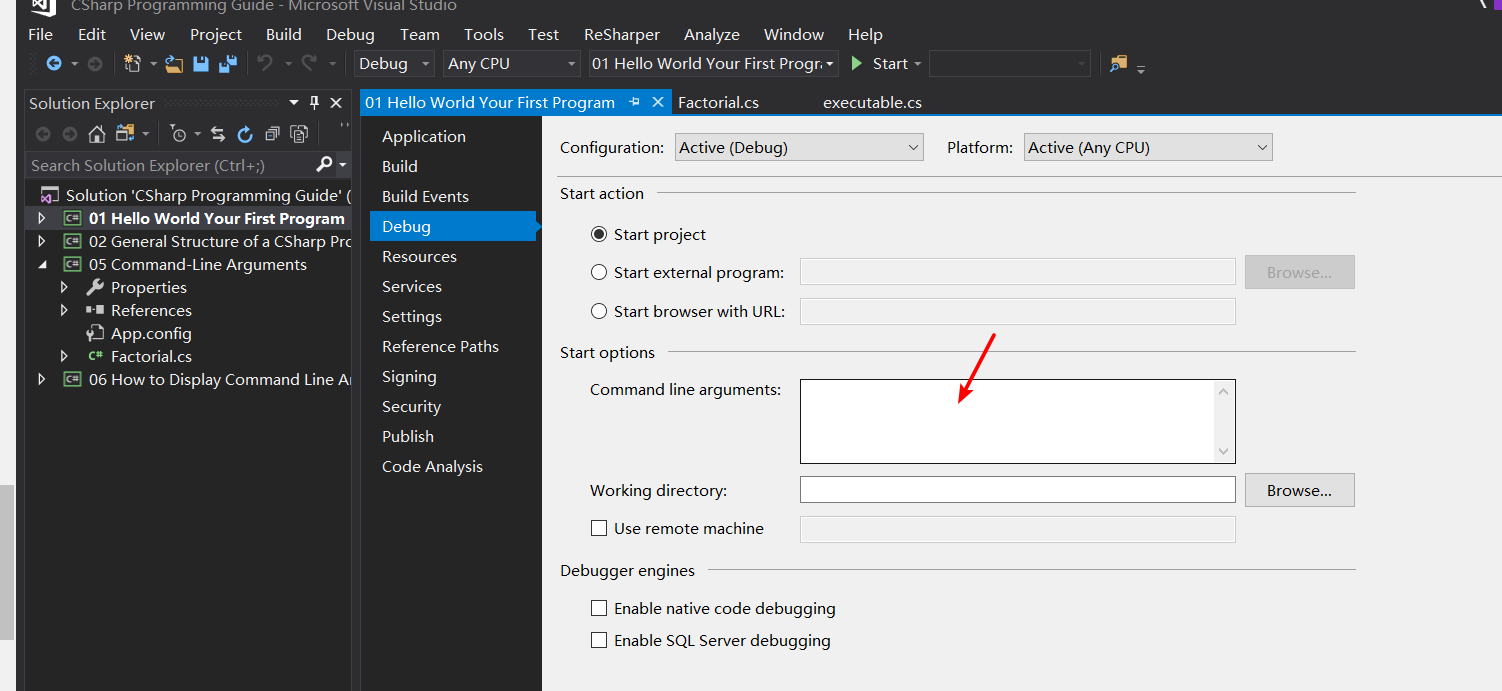 CSharp Programming Guide - Microsoft Visual Studio
File Edit View Project Build Debug Team Tools Test ReSharper Analyze Window Help
Debug Any CPU 01 Hello World Your First Progra Start
Solution Explorer
Search Solution Explorer (Ctrl+;)
Solution 'CSharp Programming Guide' (
01 Hello World Your First Program
02 General Structure of a CSharp Pro
05 Command-Line Arguments
Properties
References
App.config
C# Factorial.cs
06 How to Display Command Line Ar
01 Hello World Your First Program Factorial.cs executable.cs
Application
Build
Build Events
Debug
Resources
Services
Settings
Reference Paths
Signing
Security
Publish
Code Analysis
Configuration: Active (Debug) Platform: Active (Any CPU)
Start action
Start project
Start external program: Browse...
Start browser with URL:
Start options
Command line arguments:
Working directory: Browse...
Use remote machine
Debugger engines
Enable native code debugging
Enable SQL Server debugging